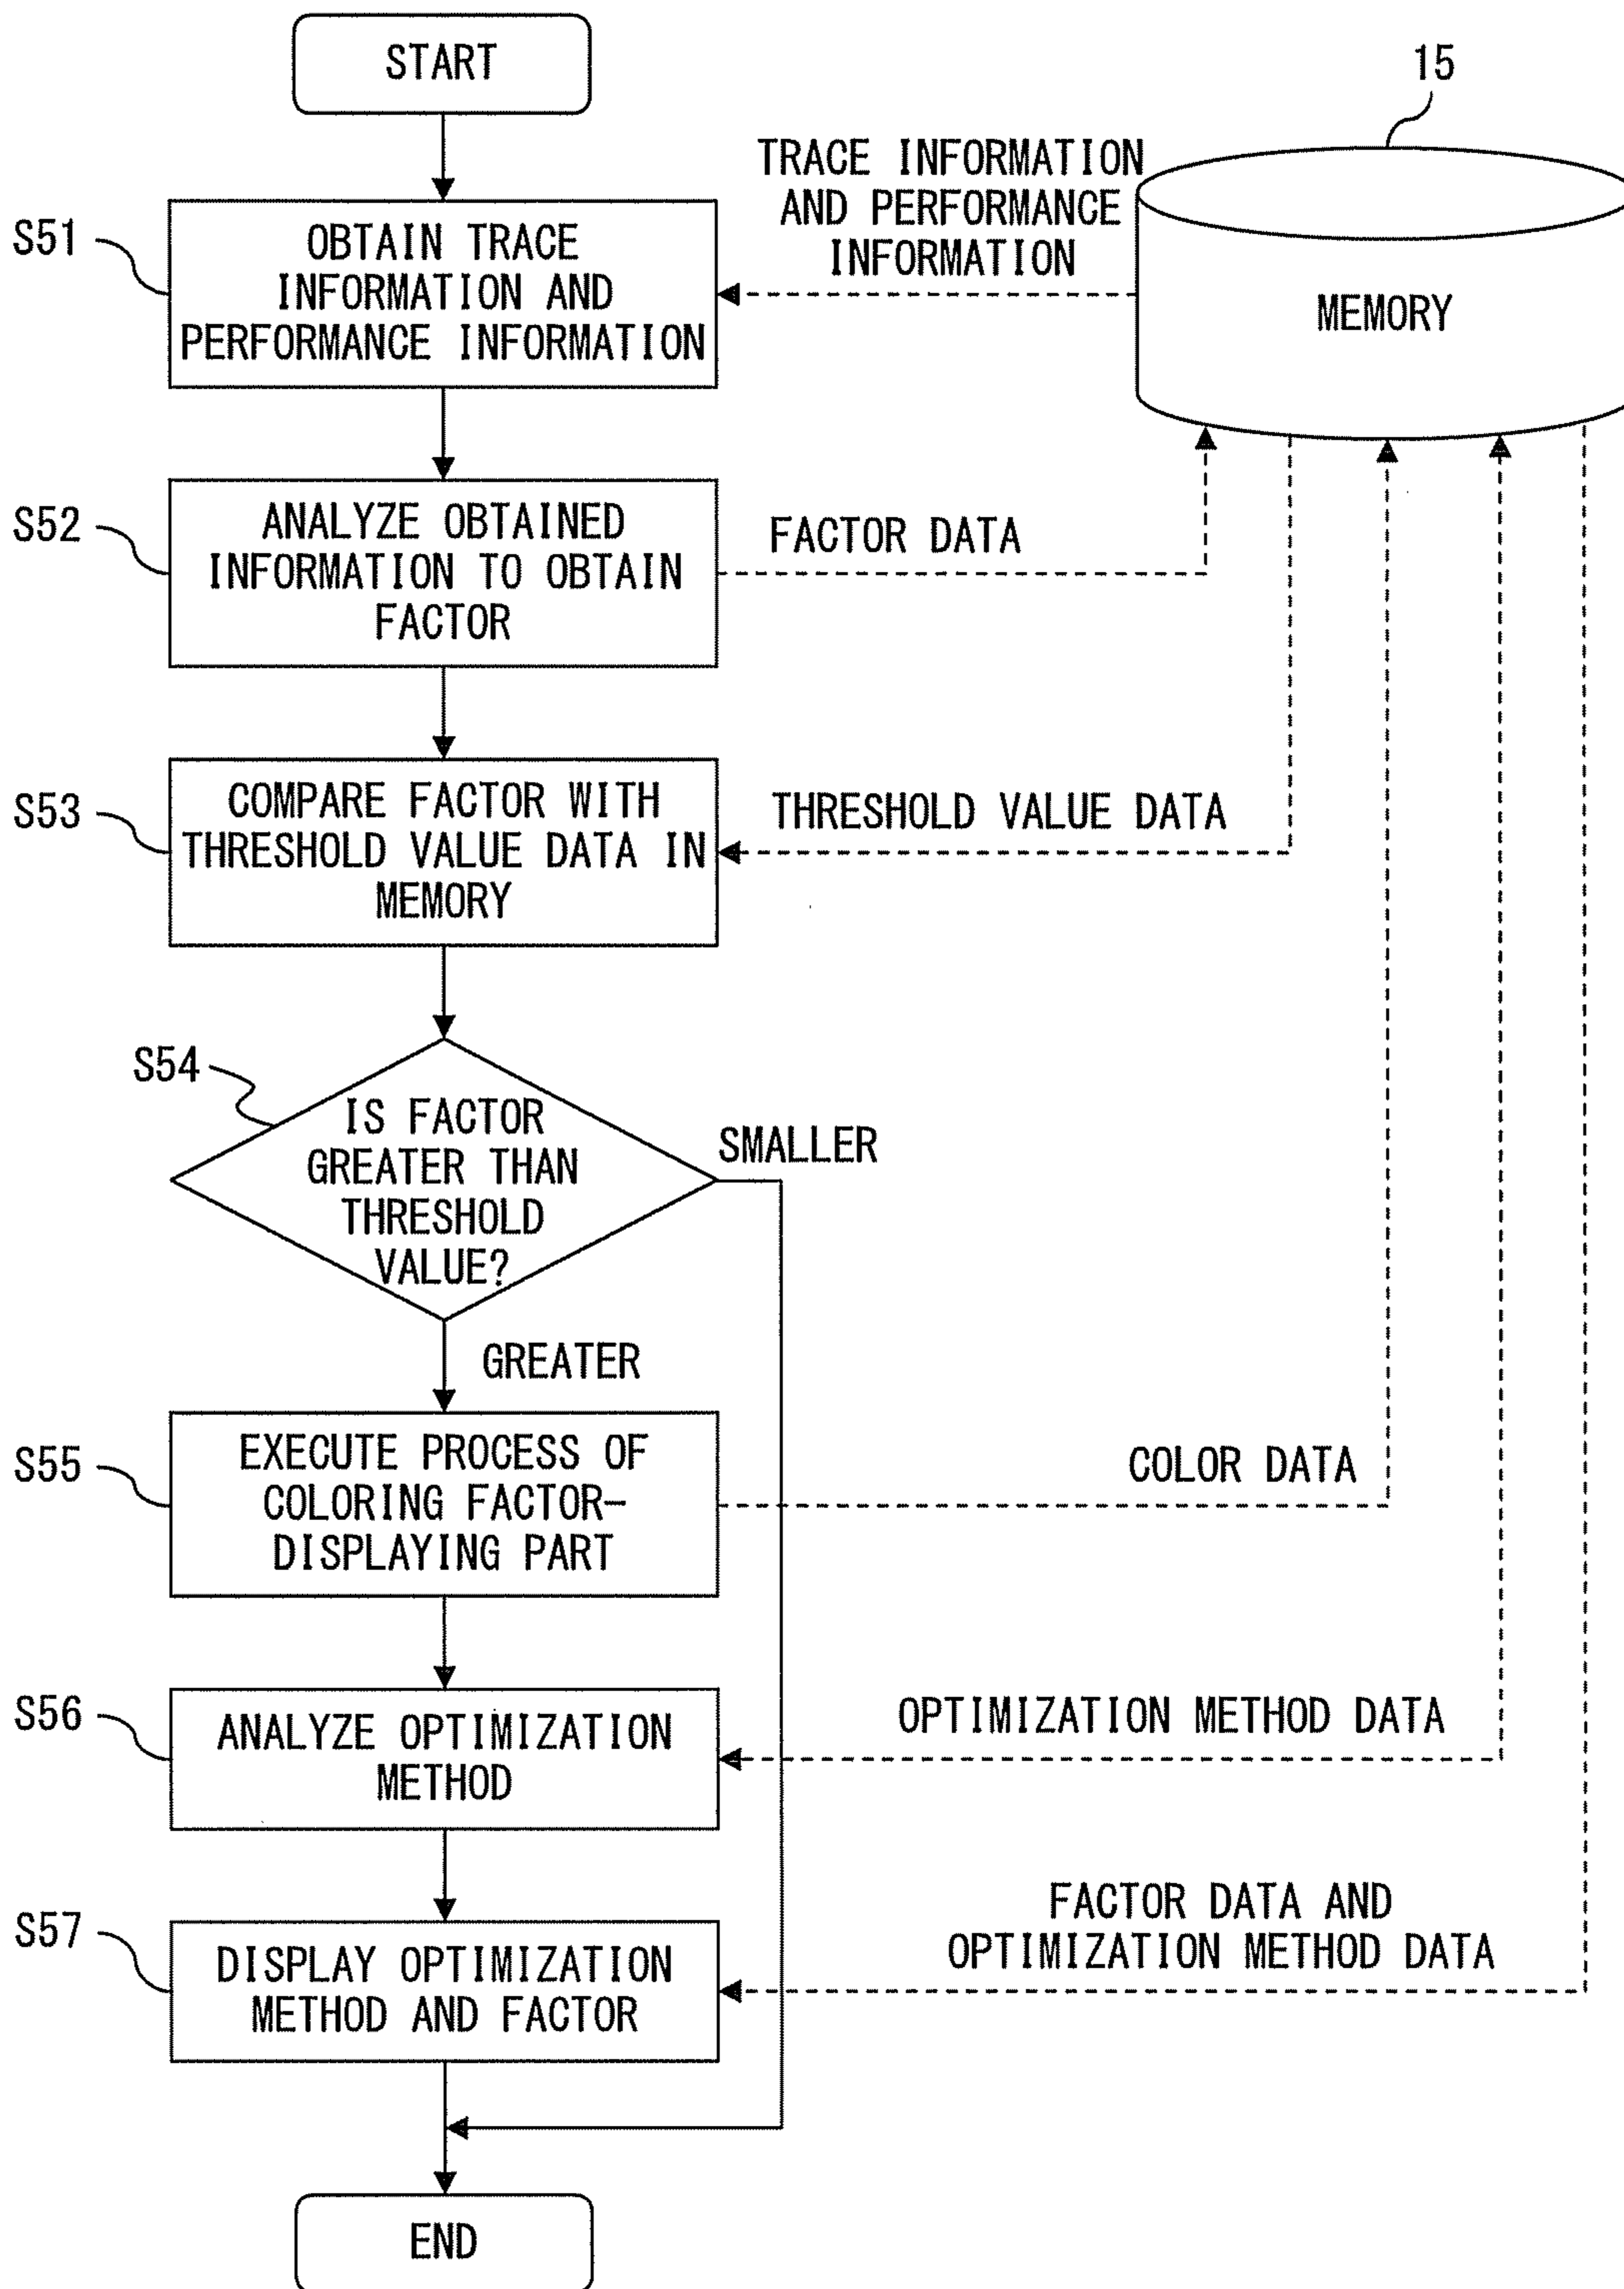 START
15
TRACE INFORMATION
AND PERFORMANCE
INFORMATION
MEMORY
S51
OBTAIN TRACE
INFORMATION AND
PERFORMANCE INFORMATION
S52
ANALYZE OBTAINED
INFORMATION TO OBTAIN
FACTOR
FACTOR DATA
S53
COMPARE FACTOR WITH
THRESHOLD VALUE DATA IN
MEMORY
THRESHOLD VALUE DATA
S54
IS FACTOR
GREATER THAN
THRESHOLD
VALUE?
SMALLER
GREATER
S55
EXECUTE PROCESS OF
COLORING FACTOR-
DISPLAYING PART
COLOR DATA
S56
ANALYZE OPTIMIZATION
METHOD
OPTIMIZATION METHOD DATA
S57
DISPLAY OPTIMIZATION
METHOD AND FACTOR
FACTOR DATA AND
OPTIMIZATION METHOD DATA
END